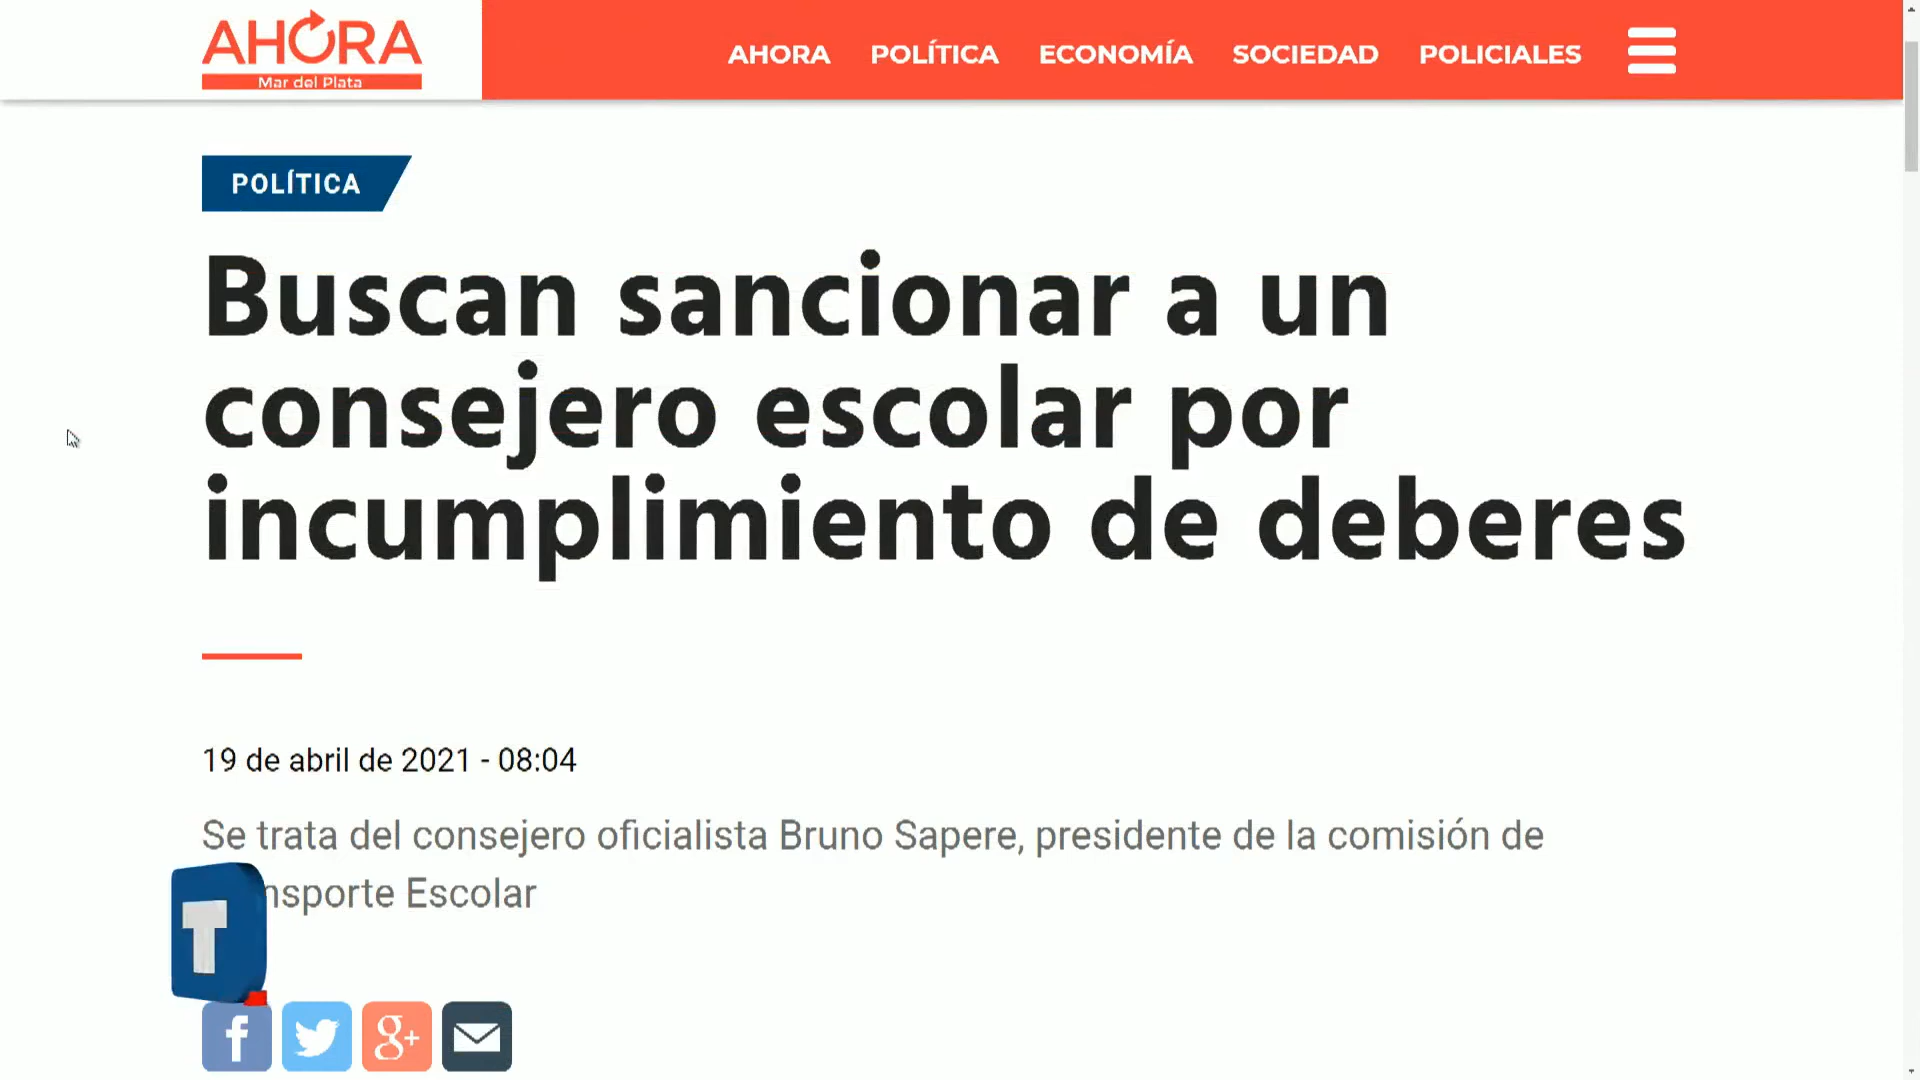 AHORA
Mar del Plata
AHORA POLÍTICA ECONOMÍA SOCIEDAD POLICIALES
POLÍTICA
Buscan sancionar a un
consejero escolar por
incumplimiento de deberes
19 de abril de 2021 - 08:04
Se trata del consejero oficialista Bruno Sapere, presidente de la comisión de
nsporte Escolar
T
f
g+